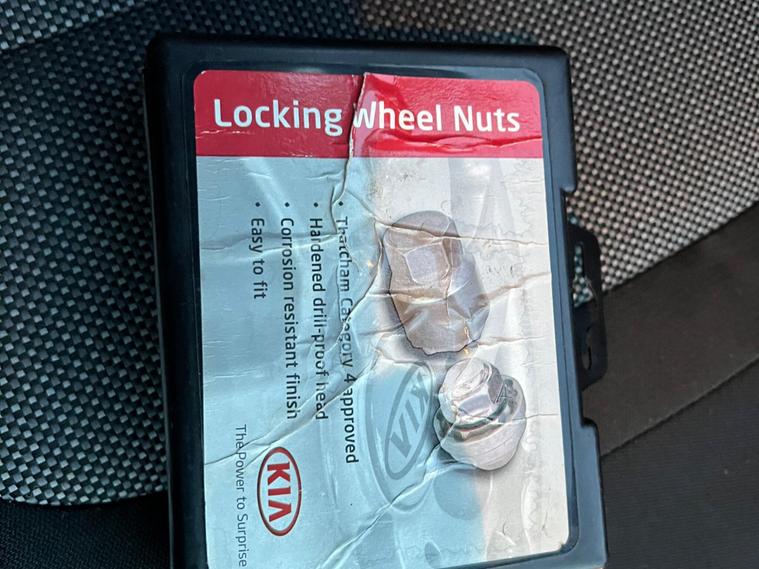 Locking Wheel Nuts
• Thatcham Category 4 approved
• Hardened drill-proof head
• Corrosion resistant finish
• Easy to fit
KIA
KIA
The Power to Surprise